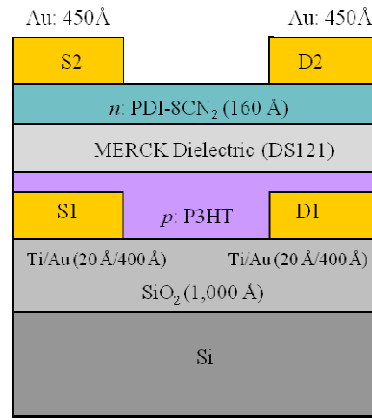 Au: 450Å Au: 450Å
S2 D2
n: PDI-8CN₂ (160 Å)
MERCK Dielectric (DS121)
S1 p: P3HT D1
Ti/Au (20 Å/400 Å) Ti/Au (20 Å/400 Å)
SiO₂ (1,000 Å)
Si